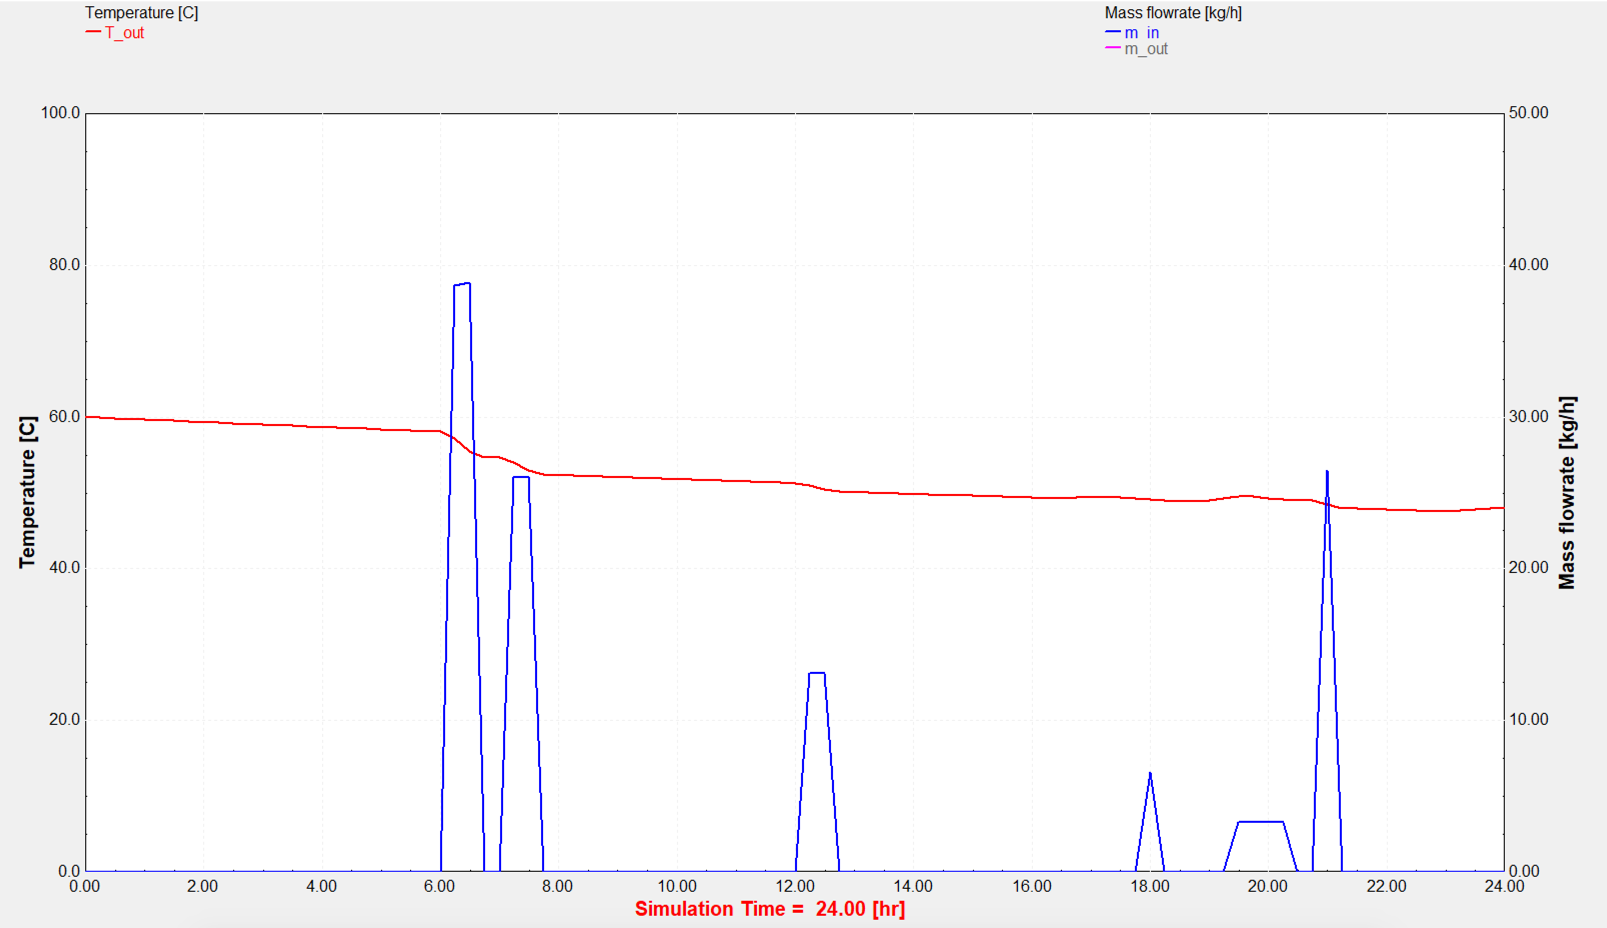 Temperature [C]
T_out
Mass flowrate [kg/h]
m_in
m_out
100.0
80.0
60.0
40.0
20.0
0.0
Temperature [C]
50.00
40.00
30.00
20.00
10.00
0.00
Mass flowrate [kg/h]
0.00 2.00 4.00 6.00 8.00 10.00 12.00 14.00 16.00 18.00 20.00 22.00 24.00
Simulation Time = 24.00 [hr]